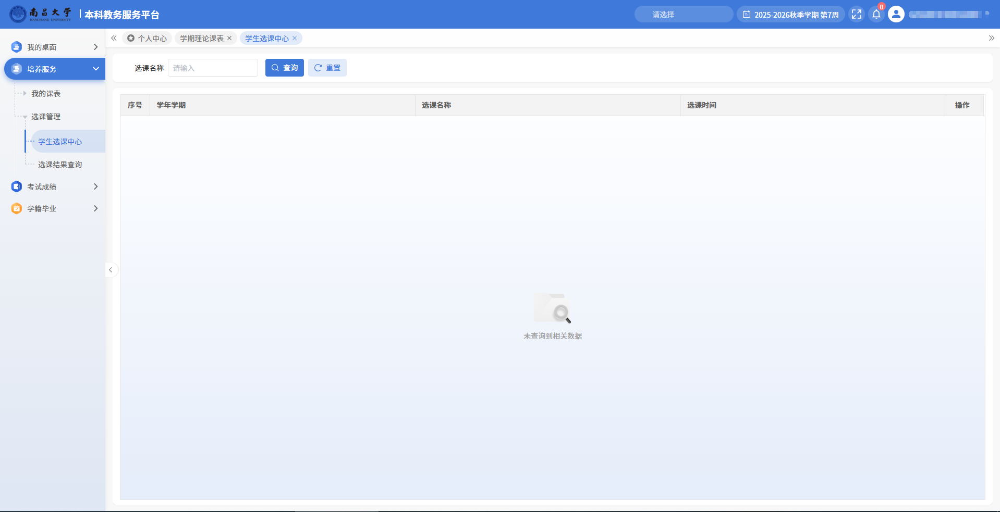 南昌大学
NANCHANG UNIVERSITY
本科教务服务平台
请选择
2025-2026秋季学期 第7周
0
我的桌面
培养服务
我的课表
选课管理
学生选课中心
选课结果查询
考试成绩
学籍毕业
个人中心
学期理论课表
学生选课中心
选课名称
请输入
查询
重置
序号
学年学期
选课名称
选课时间
操作
未查询到相关数据